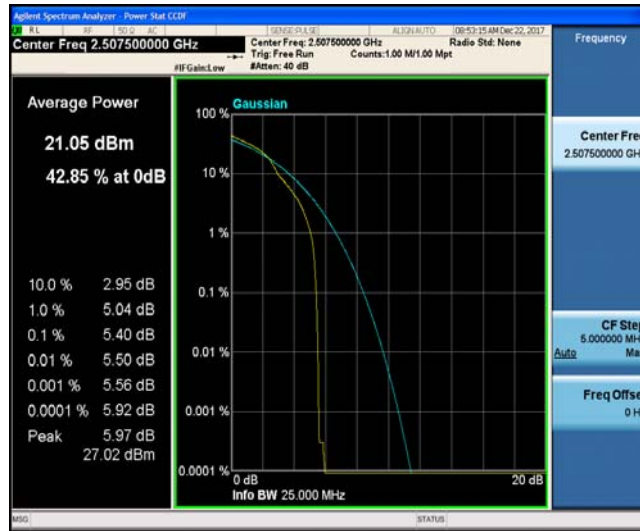 Agilent Spectrum Analyzer - Power Stat CCDF
RL RF 50 Ω AC SENSE:PULSE ALIGN AUTO 08:53:15 AM Dec 22, 2017
Center Freq 2.507500000 GHz
Center Freq: 2.507500000 GHz Radio Std: None
Trig: Free Run Counts:1.00 M/1.00 Mpt
#IFGain:Low #Atten: 40 dB
Frequency
Average Power
21.05 dBm
42.85 % at 0dB
10.0 % 2.95 dB
1.0 % 5.04 dB
0.1 % 5.40 dB
0.01 % 5.50 dB
0.001 % 5.56 dB
0.0001 % 5.92 dB
Peak 5.97 dB
27.02 dBm
Gaussian
100 %
10 %
1 %
0.1 %
0.01 %
0.001 %
0.0001 %
0 dB 20 dB
Info BW 25.000 MHz
Center Fre
2.507500000 GH
CF Step
5.000000 MH
Auto Ma
Freq Offse
0 H
MSG STATUS